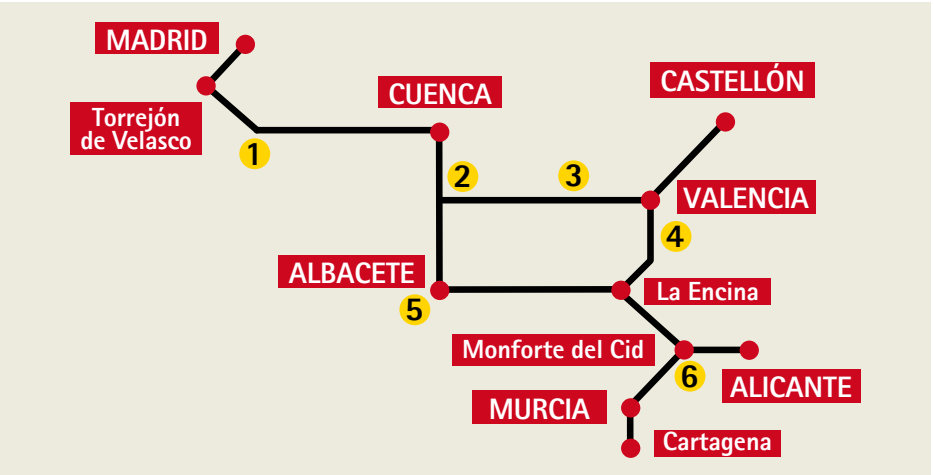 MADRID
CASTELLÓN
CUENCA
Torrejón
de Velasco
1
2
3
VALENCIA
4
ALBACETE
5
La Encina
Monforte del Cid
6
ALICANTE
MURCIA
Cartagena